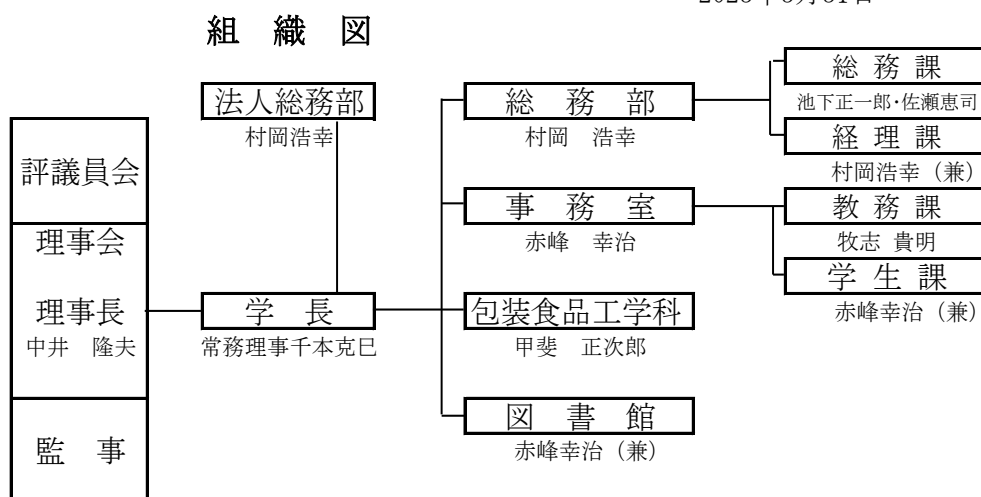 組 織 図
法人総務部
村岡浩幸
評議員会
理事会
理事長
中井 隆夫
監 事
学 長
常務理事千本克巳
総 務 部
村岡 浩幸
事 務 室
赤峰 幸治
包装食品工学科
甲斐 正次郎
図 書 館
赤峰幸治（兼）
総 務 課
池下正一郎・佐瀬恵司
経 理 課
村岡浩幸（兼）
教 務 課
牧志 貴明
学 生 課
赤峰幸治（兼）